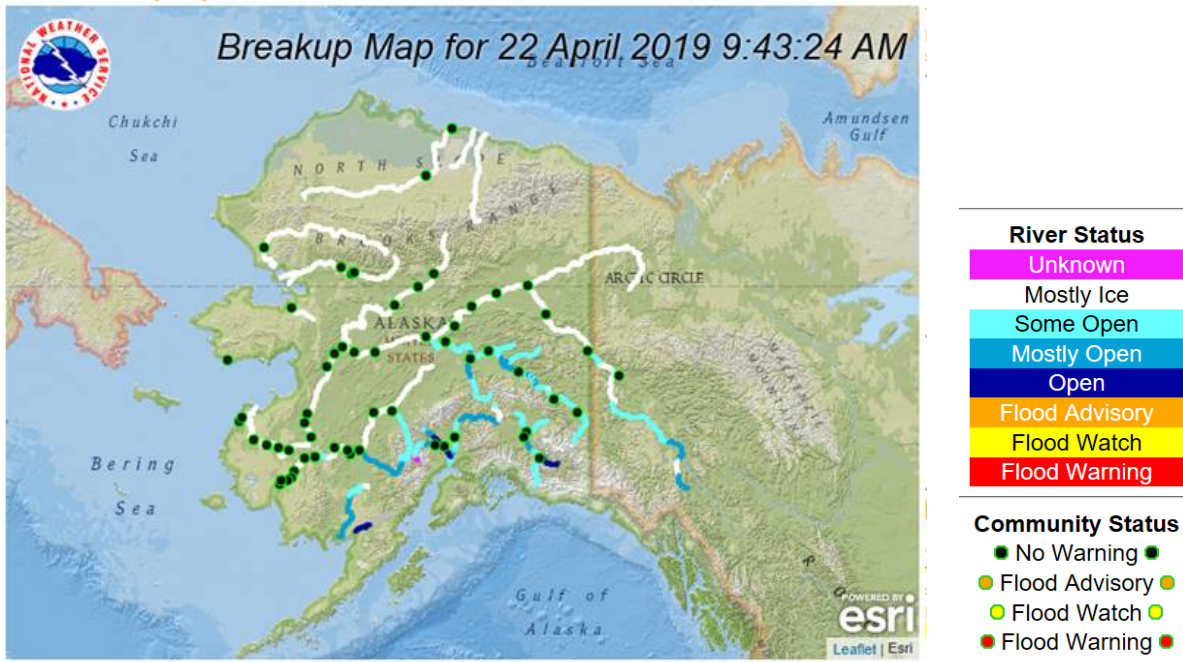 NATIONAL WEATHER SERVICE
Breakup Map for 22 April 2019 9:43:24 AM
Beaufort Sea
Chukchi
Sea
Amundsen
Gulf
NORTH SLOPE
BROOKS RANGE
ARCTIC CIRCLE
ALASKA
UNITED
STATES
MACKENZIE
MOUNTAINS
Bering
Sea
Gulf of
Alaska
POWERED BY
esri
Leaflet | Esri
River Status
Unknown
Mostly Ice
Some Open
Mostly Open
Open
Flood Advisory
Flood Watch
Flood Warning
Community Status
No Warning
Flood Advisory
Flood Watch
Flood Warning